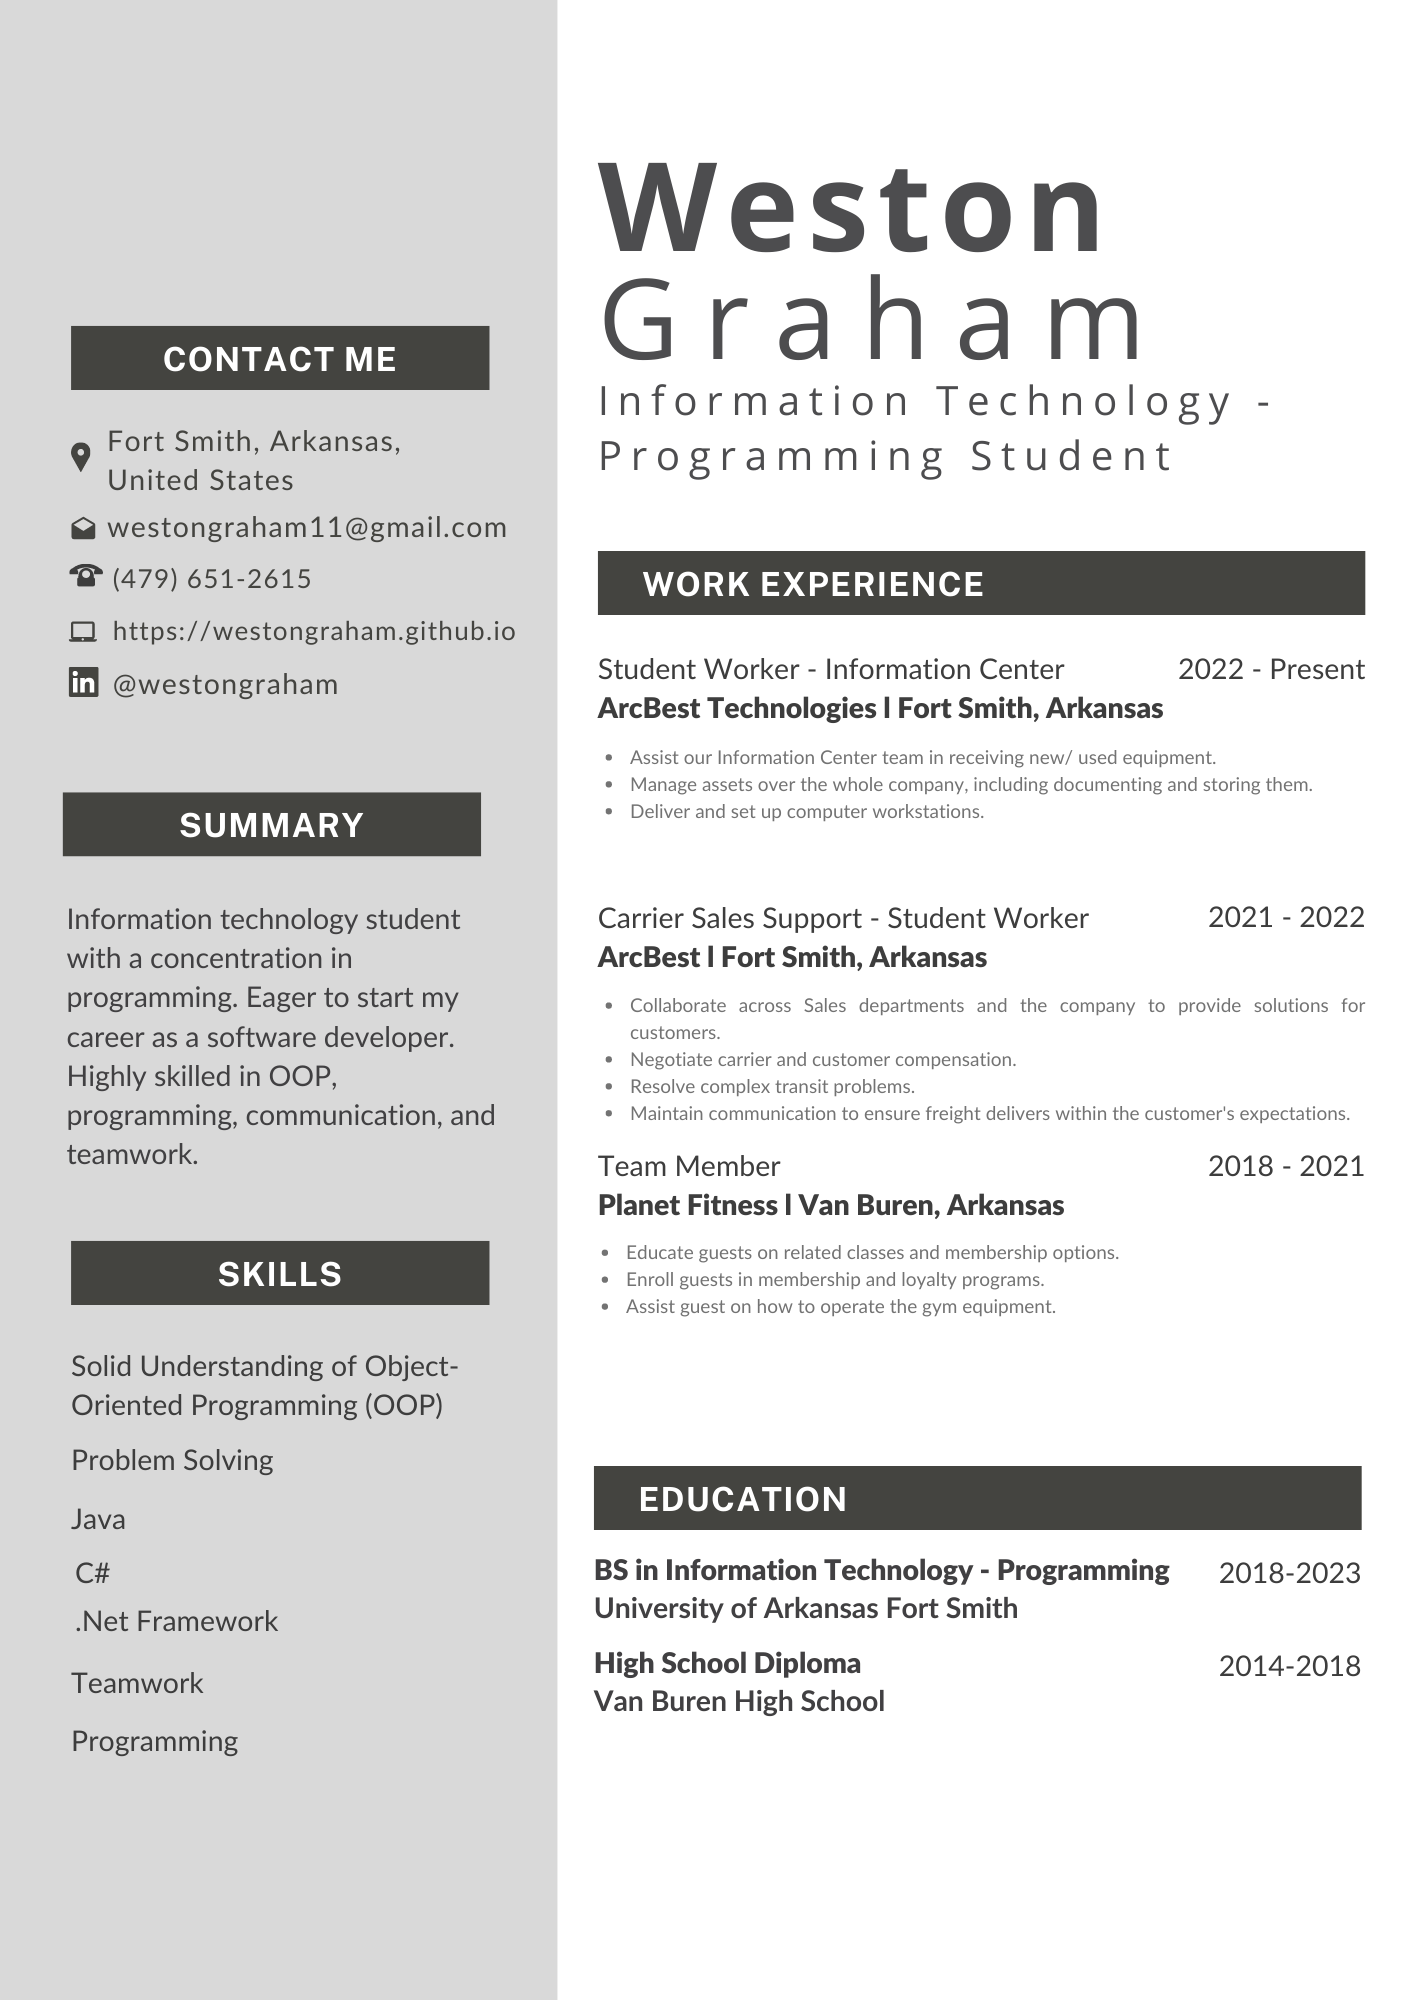 Weston
Graham
Information Technology -
Programming Student
CONTACT ME
Fort Smith, Arkansas,
United States
westongraham11@gmail.com
(479) 651-2615
https://westongraham.github.io
in @westongraham
SUMMARY
Information technology student
with a concentration in
programming. Eager to start my
career as a software developer.
Highly skilled in OOP,
programming, communication, and
teamwork.
SKILLS
Solid Understanding of Object-
Oriented Programming (OOP)
Problem Solving
Java
C#
.Net Framework
Teamwork
Programming
WORK EXPERIENCE
Student Worker - Information Center 2022 - Present
ArcBest Technologies l Fort Smith, Arkansas
• Assist our Information Center team in receiving new/ used equipment.
• Manage assets over the whole company, including documenting and storing them.
• Deliver and set up computer workstations.
Carrier Sales Support - Student Worker 2021 - 2022
ArcBest l Fort Smith, Arkansas
• Collaborate across Sales departments and the company to provide solutions for
customers.
• Negotiate carrier and customer compensation.
• Resolve complex transit problems.
• Maintain communication to ensure freight delivers within the customer's expectations.
Team Member 2018 - 2021
Planet Fitness l Van Buren, Arkansas
• Educate guests on related classes and membership options.
• Enroll guests in membership and loyalty programs.
• Assist guest on how to operate the gym equipment.
EDUCATION
BS in Information Technology - Programming 2018-2023
University of Arkansas Fort Smith
High School Diploma 2014-2018
Van Buren High School